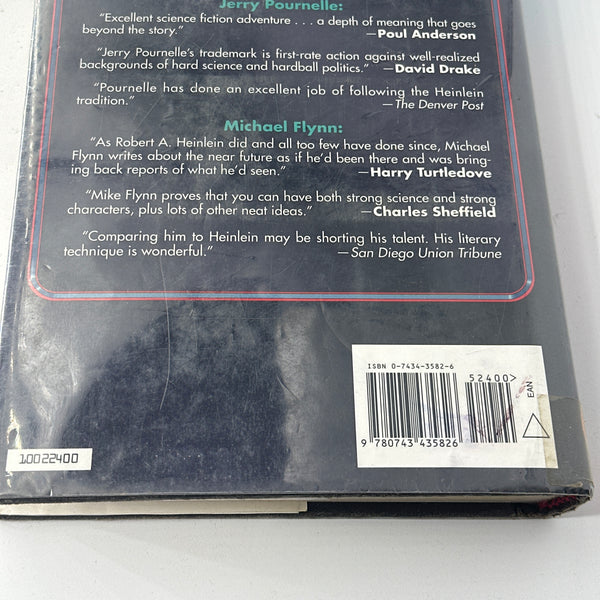 Jerry Pournelle:
“Excellent science fiction adventure . . . a depth of meaning that goes
beyond the story.” —Poul Anderson
“Jerry Pournelle’s trademark is first-rate action against well-realized
backgrounds of hard science and hardball politics.” —David Drake
“Pournelle has done an excellent job of following the Heinlein
tradition.” —The Denver Post
Michael Flynn:
“As Robert A. Heinlein did and all too few have done since, Michael
Flynn writes about the near future as if he’d been there and was bring-
ing back reports of what he’d seen.” —Harry Turtledove
“Mike Flynn proves that you can have both strong science and strong
characters, plus lots of other neat ideas.” —Charles Sheffield
“Comparing him to Heinlein may be shorting his talent. His literary
technique is wonderful.” —San Diego Union Tribune
ISBN 0-7434-3582-6
52400>
EAN
9 780743 435826
10022400